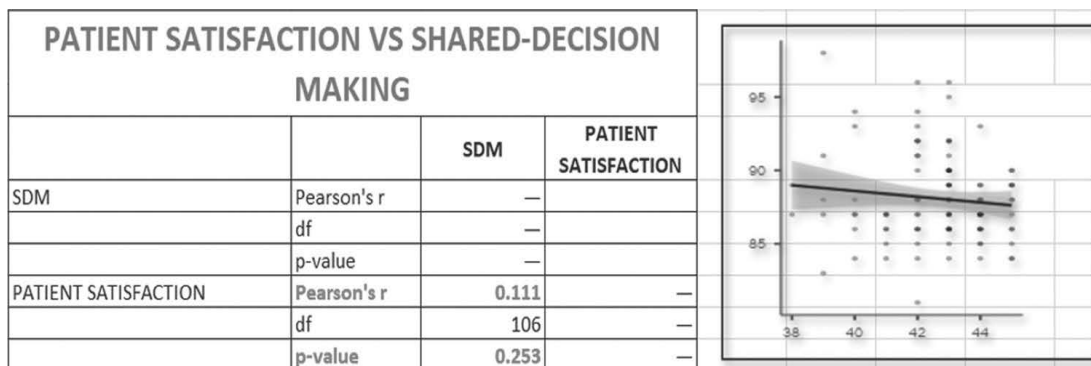 PATIENT SATISFACTION VS SHARED-DECISION
MAKING
SDM PATIENT
SATISFACTION
SDM Pearson's r —
df —
p-value —
PATIENT SATISFACTION Pearson's r 0.111 —
df 106 —
p-value 0.253 —
95
90
85
38 40 42 44